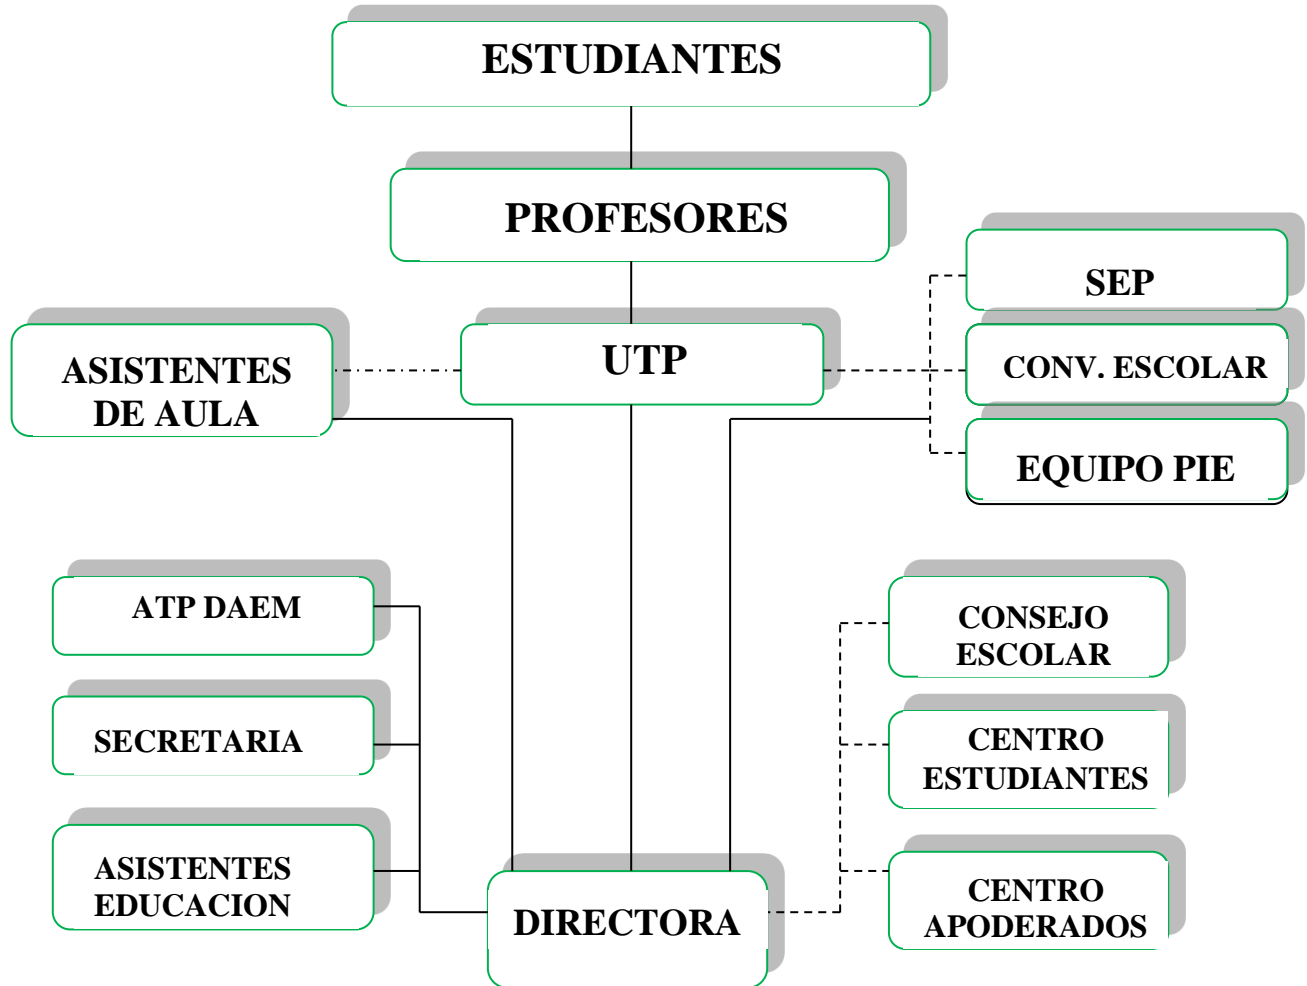 ESTUDIANTES
PROFESORES
SEP
UTP
ASISTENTES
DE AULA
CONV. ESCOLAR
EQUIPO PIE
ATP DAEM
CONSEJO
ESCOLAR
SECRETARIA
CENTRO
ESTUDIANTES
ASISTENTES
EDUCACION
DIRECTORA
CENTRO
APODERADOS